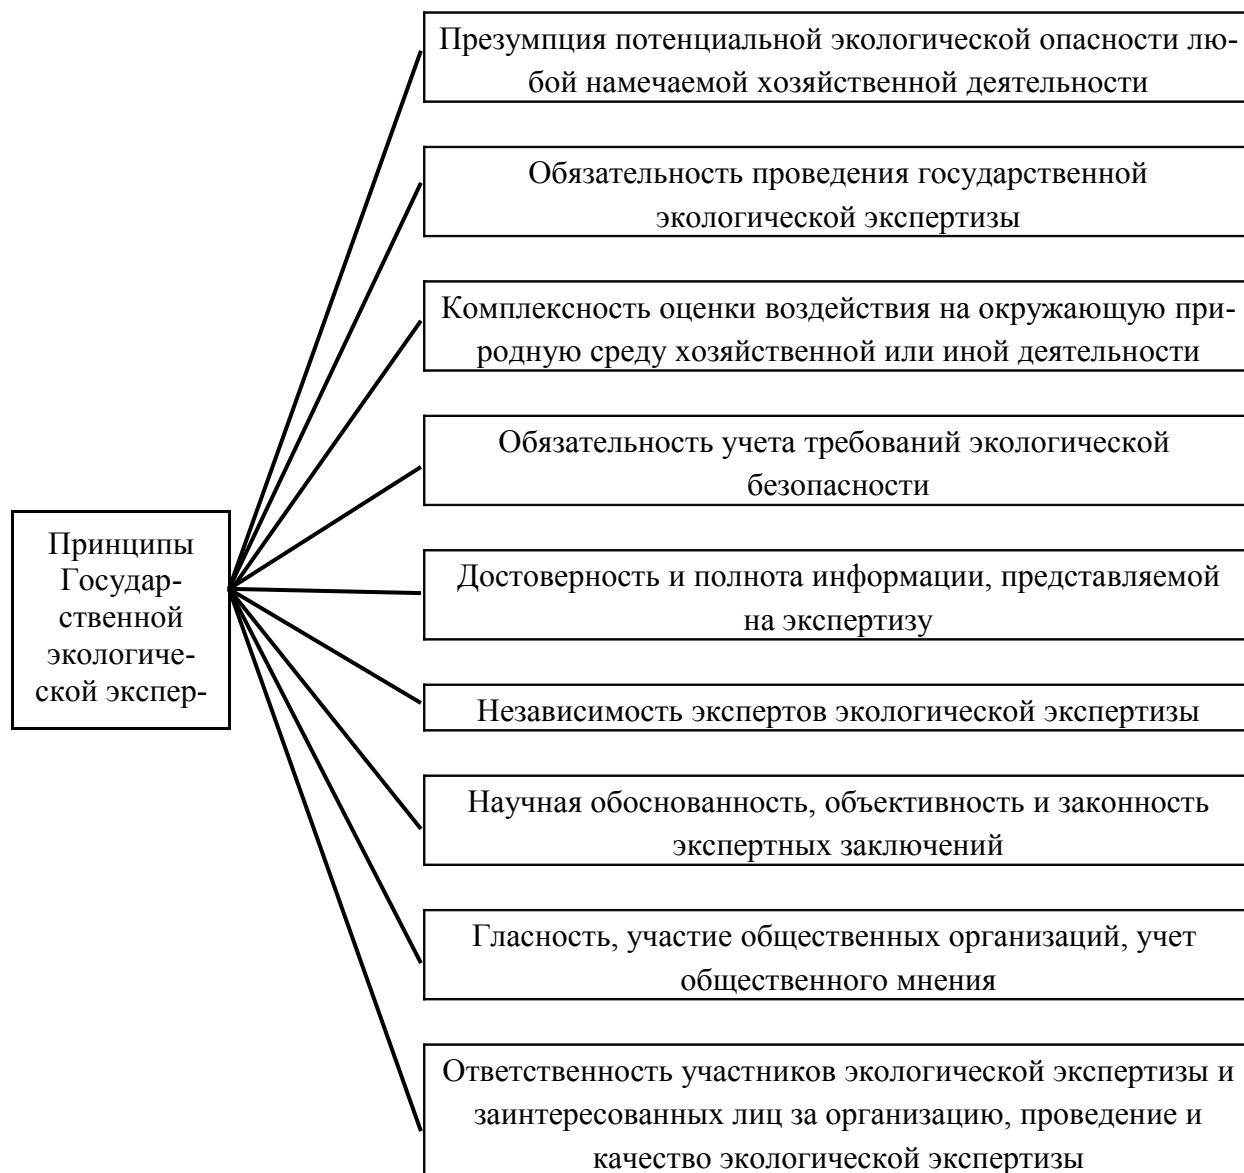 Презумпция потенциальной экологической опасности лю-
бой намечаемой хозяйственной деятельности
Обязательность проведения государственной
экологической экспертизы
Комплексность оценки воздействия на окружающую при-
родную среду хозяйственной или иной деятельности
Обязательность учета требований экологической
безопасности
Принципы
Государ-
ственной
экологиче-
ской экспер-
Достоверность и полнота информации, представляемой
на экспертизу
Независимость экспертов экологической экспертизы
Научная обоснованность, объективность и законность
экспертных заключений
Гласность, участие общественных организаций, учет
общественного мнения
Ответственность участников экологической экспертизы и
заинтересованных лиц за организацию, проведение и
качество экологической экспертизы